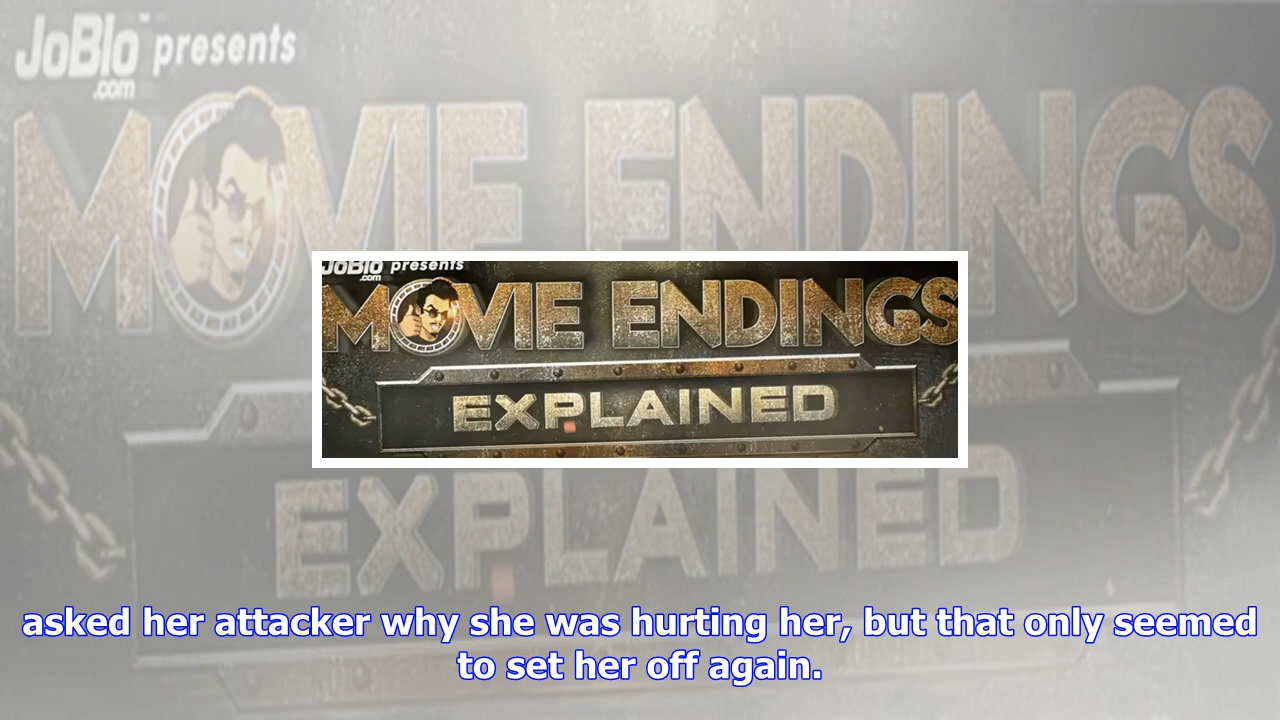 JoBlo presents
.com
MOVIE ENDINGS
EXPLAINED
JoBlo presents
.com
MOVIE ENDINGS
EXPLAINED
asked her attacker why she was hurting her, but that only seemed
to set her off again.